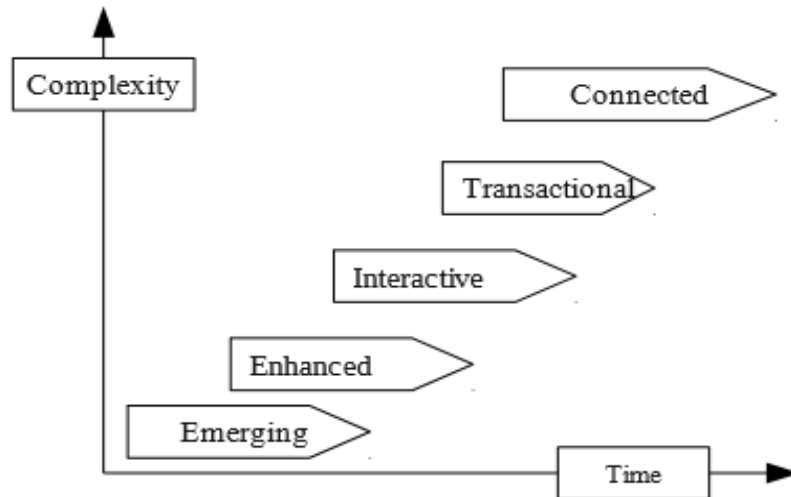 Complexity
Connected
Transactional
Interactive
Enhanced
Emerging
Time